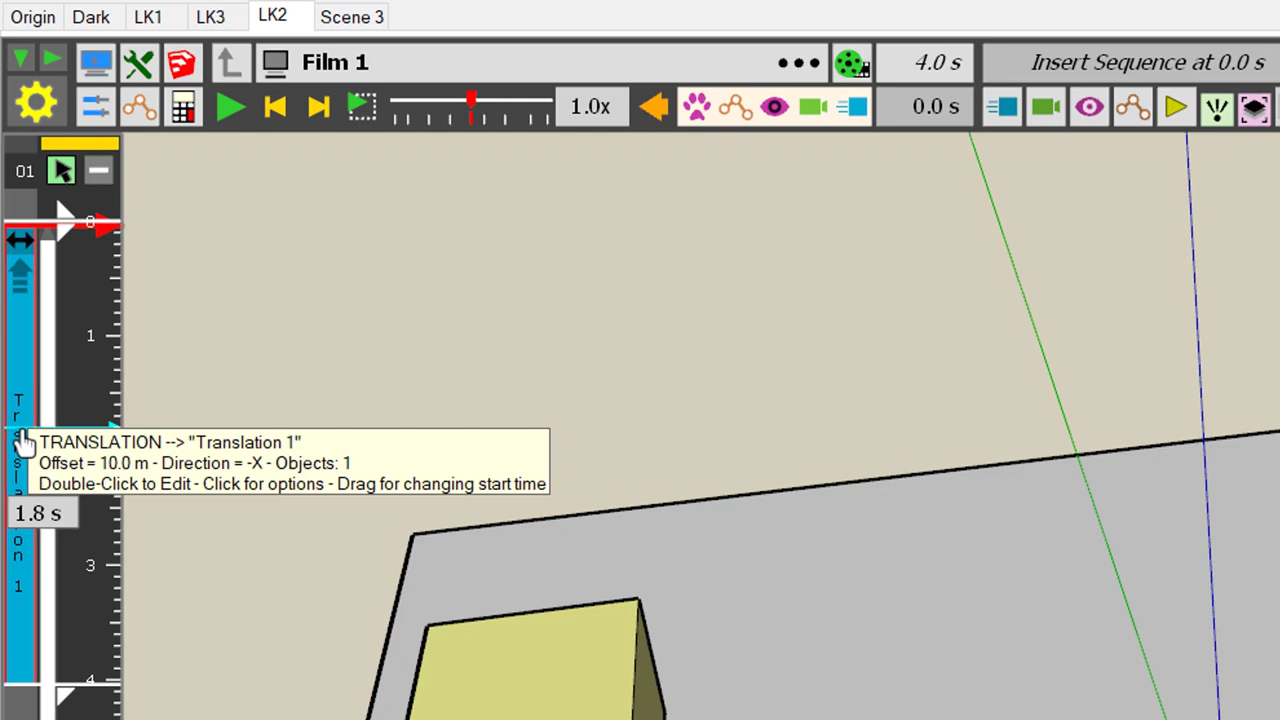 Origin Dark LK1 LK3 LK2 Scene 3
Film 1 4.0 s Insert Sequence at 0.0 s
1.0x 0.0 s
01
0
1
Translation 1
TRANSLATION --> "Translation 1"
Offset = 10.0 m - Direction = -X - Objects: 1
Double-Click to Edit - Click for options - Drag for changing start time
1.8 s
3
4